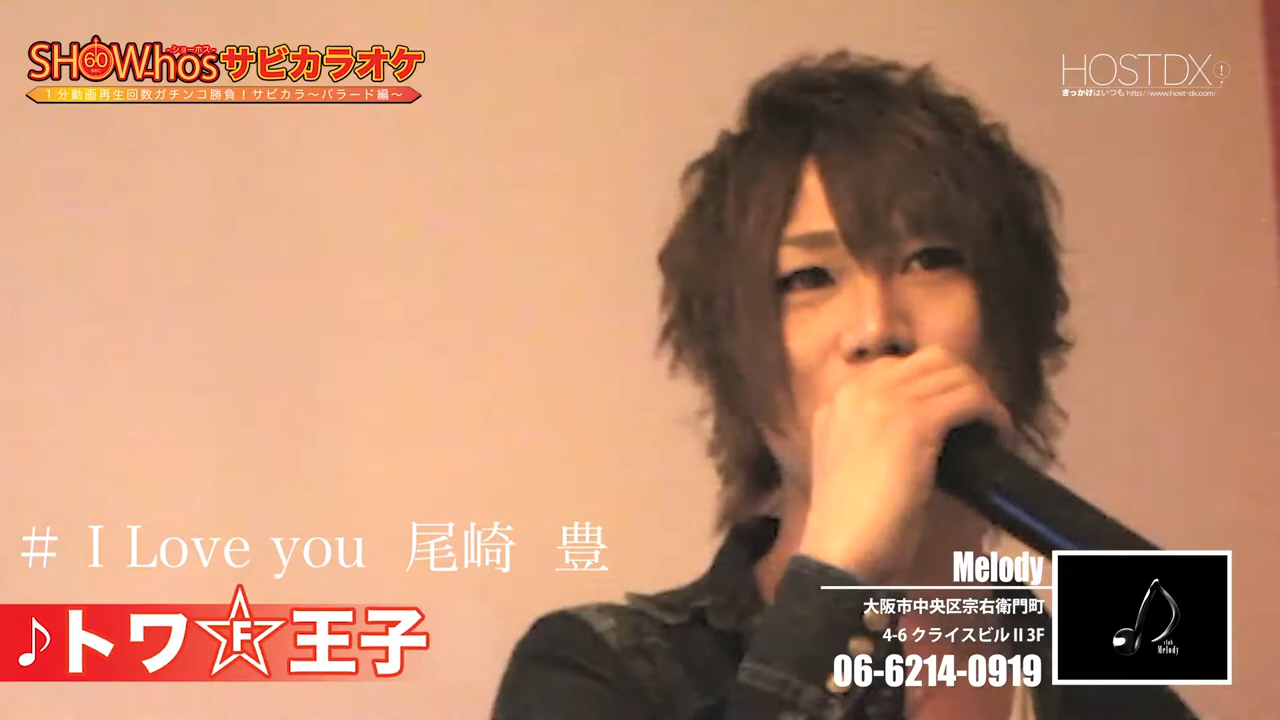 SHOW-hos サビカラオケ
~ショーホス~
60
1分動画再生回数ガチンコ勝負！サビカラ～バラード編～
HOSTDX!
きっかけはいつも http://www.host-dx.com/
# I Love you 尾崎 豊
♪トワ☆王子
F
Melody
大阪市中央区宗右衛門町
4-6 クライスビルⅡ3F
06-6214-0919
club
Melody